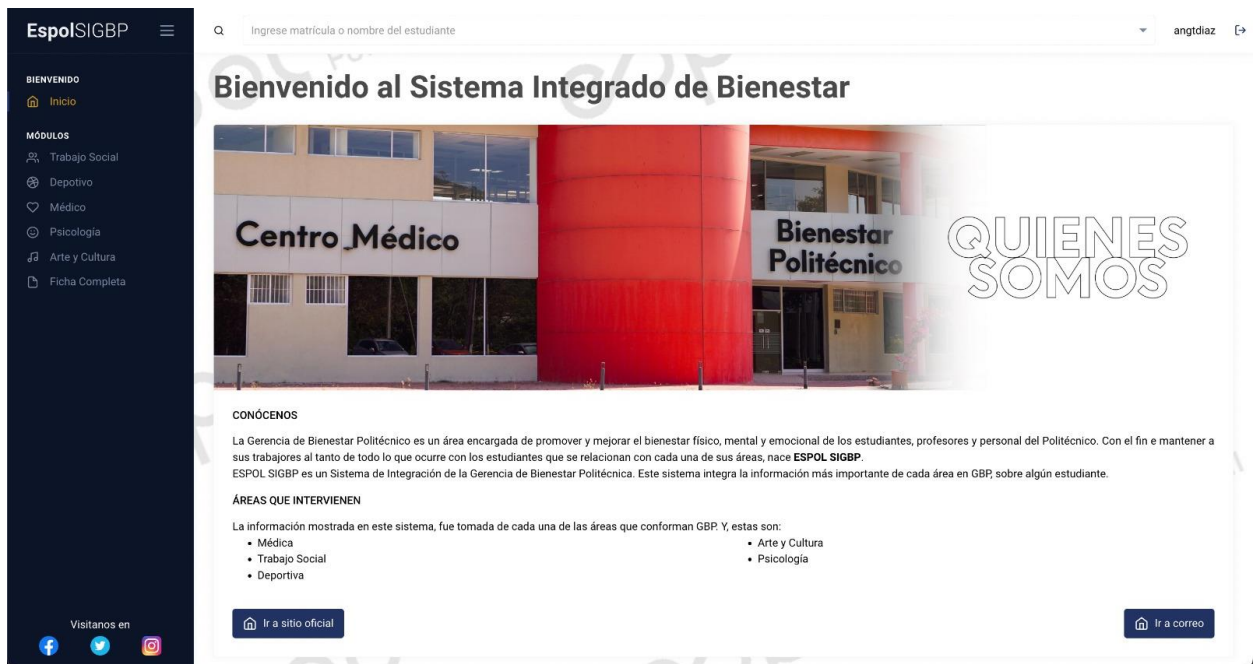 EspolSIGBP
Ingrese matrícula o nombre del estudiante
angtdiaz
BIENVENIDO
Inicio
MÓDULOS
Trabajo Social
Depotivo
Médico
Psicología
Arte y Cultura
Ficha Completa
Visitanos en
Bienvenido al Sistema Integrado de Bienestar
Centro Médico
Bienestar
Politécnico
QUIENES
SOMOS
CONÓCENOS
La Gerencia de Bienestar Politécnico es un área encargada de promover y mejorar el bienestar físico, mental y emocional de los estudiantes, profesores y personal del Politécnico. Con el fin e mantener a
sus trabajores al tanto de todo lo que ocurre con los estudiantes que se relacionan con cada una de sus áreas, nace ESPOL SIGBP.
ESPOL SIGBP es un Sistema de Integración de la Gerencia de Bienestar Politécnica. Este sistema integra la información más importante de cada área en GBP, sobre algún estudiante.
ÁREAS QUE INTERVIENEN
La información mostrada en este sistema, fue tomada de cada una de las áreas que conforman GBP. Y, estas son:
• Médica
• Trabajo Social
• Deportiva
• Arte y Cultura
• Psicología
Ir a sitio oficial
Ir a correo